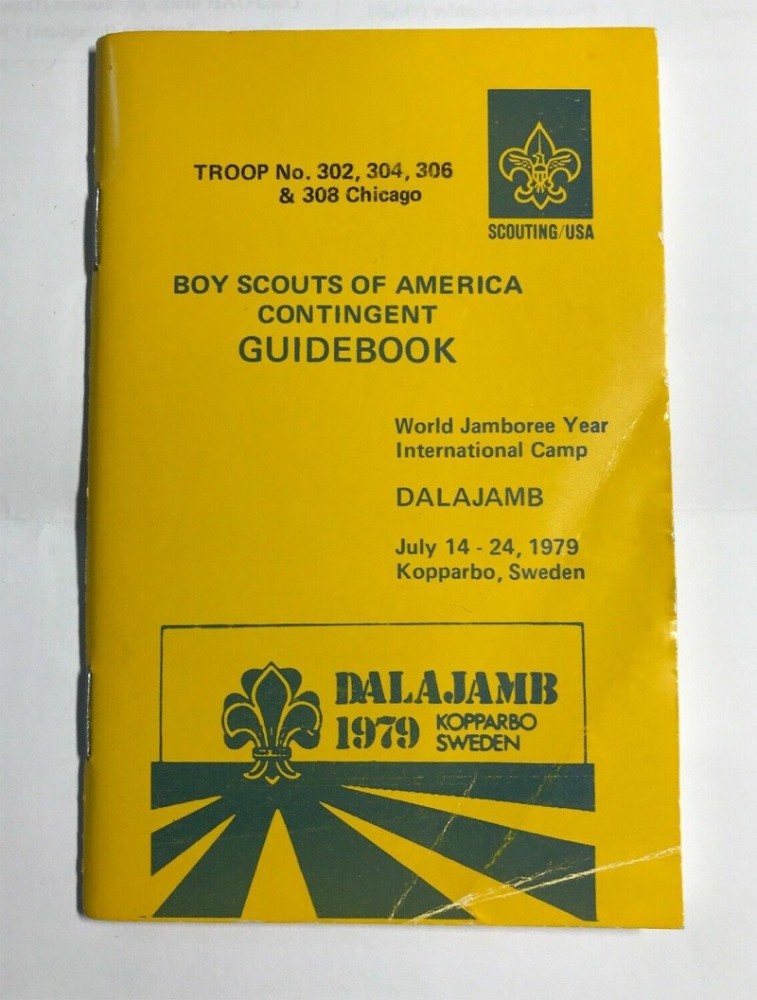 TROOP No. 302, 304, 306
& 308 Chicago
SCOUTING/USA
BOY SCOUTS OF AMERICA
CONTINGENT
GUIDEBOOK
World Jamboree Year
International Camp
DALAJAMB
July 14 - 24, 1979
Kopparbo, Sweden
DALAJAMB
1979 KOPPARBO
SWEDEN